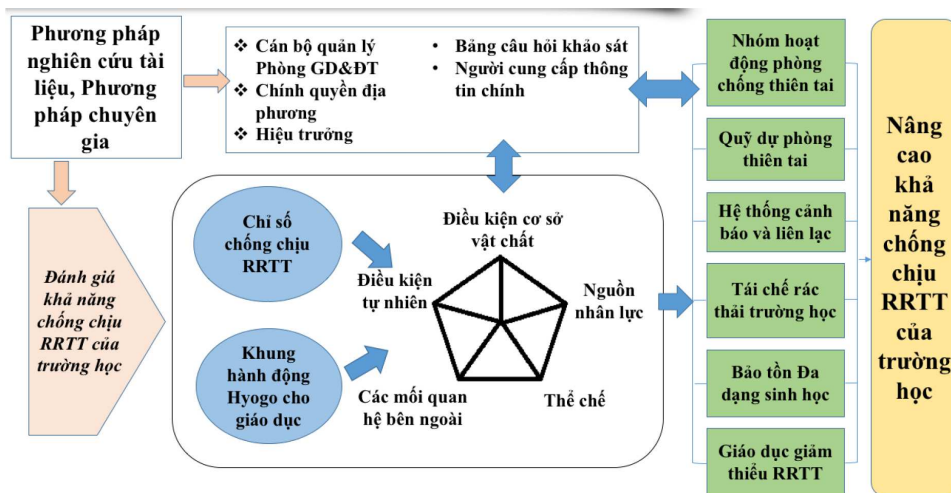 Phương pháp
nghiên cứu tài
liệu, Phương
pháp chuyên
gia
❖ Cán bộ quản lý
Phòng GD&ĐT
❖ Chính quyền địa
phương
❖ Hiệu trưởng
• Bảng câu hỏi khảo sát
• Người cung cấp thông
tin chính
Đánh giá
khả năng
chống chịu
RRTT của
trường học
Chỉ số
chống chịu
RRTT
Khung
hành động
Hyogo cho
giáo dục
Điều kiện cơ sở
vật chất
Điều kiện
tự nhiên
Nguồn
nhân lực
Các mối quan
hệ bên ngoài
Thể chế
Nhóm hoạt
động phòng
chống thiên tai
Quỹ dự phòng
thiên tai
Hệ thống cảnh
báo và liên lạc
Tái chế rác
thải trường học
Bảo tồn Đa
dạng sinh học
Giáo dục giảm
thiểu RRTT
Nâng
cao
khả
năng
chống
chịu
RRTT
của
trường
học